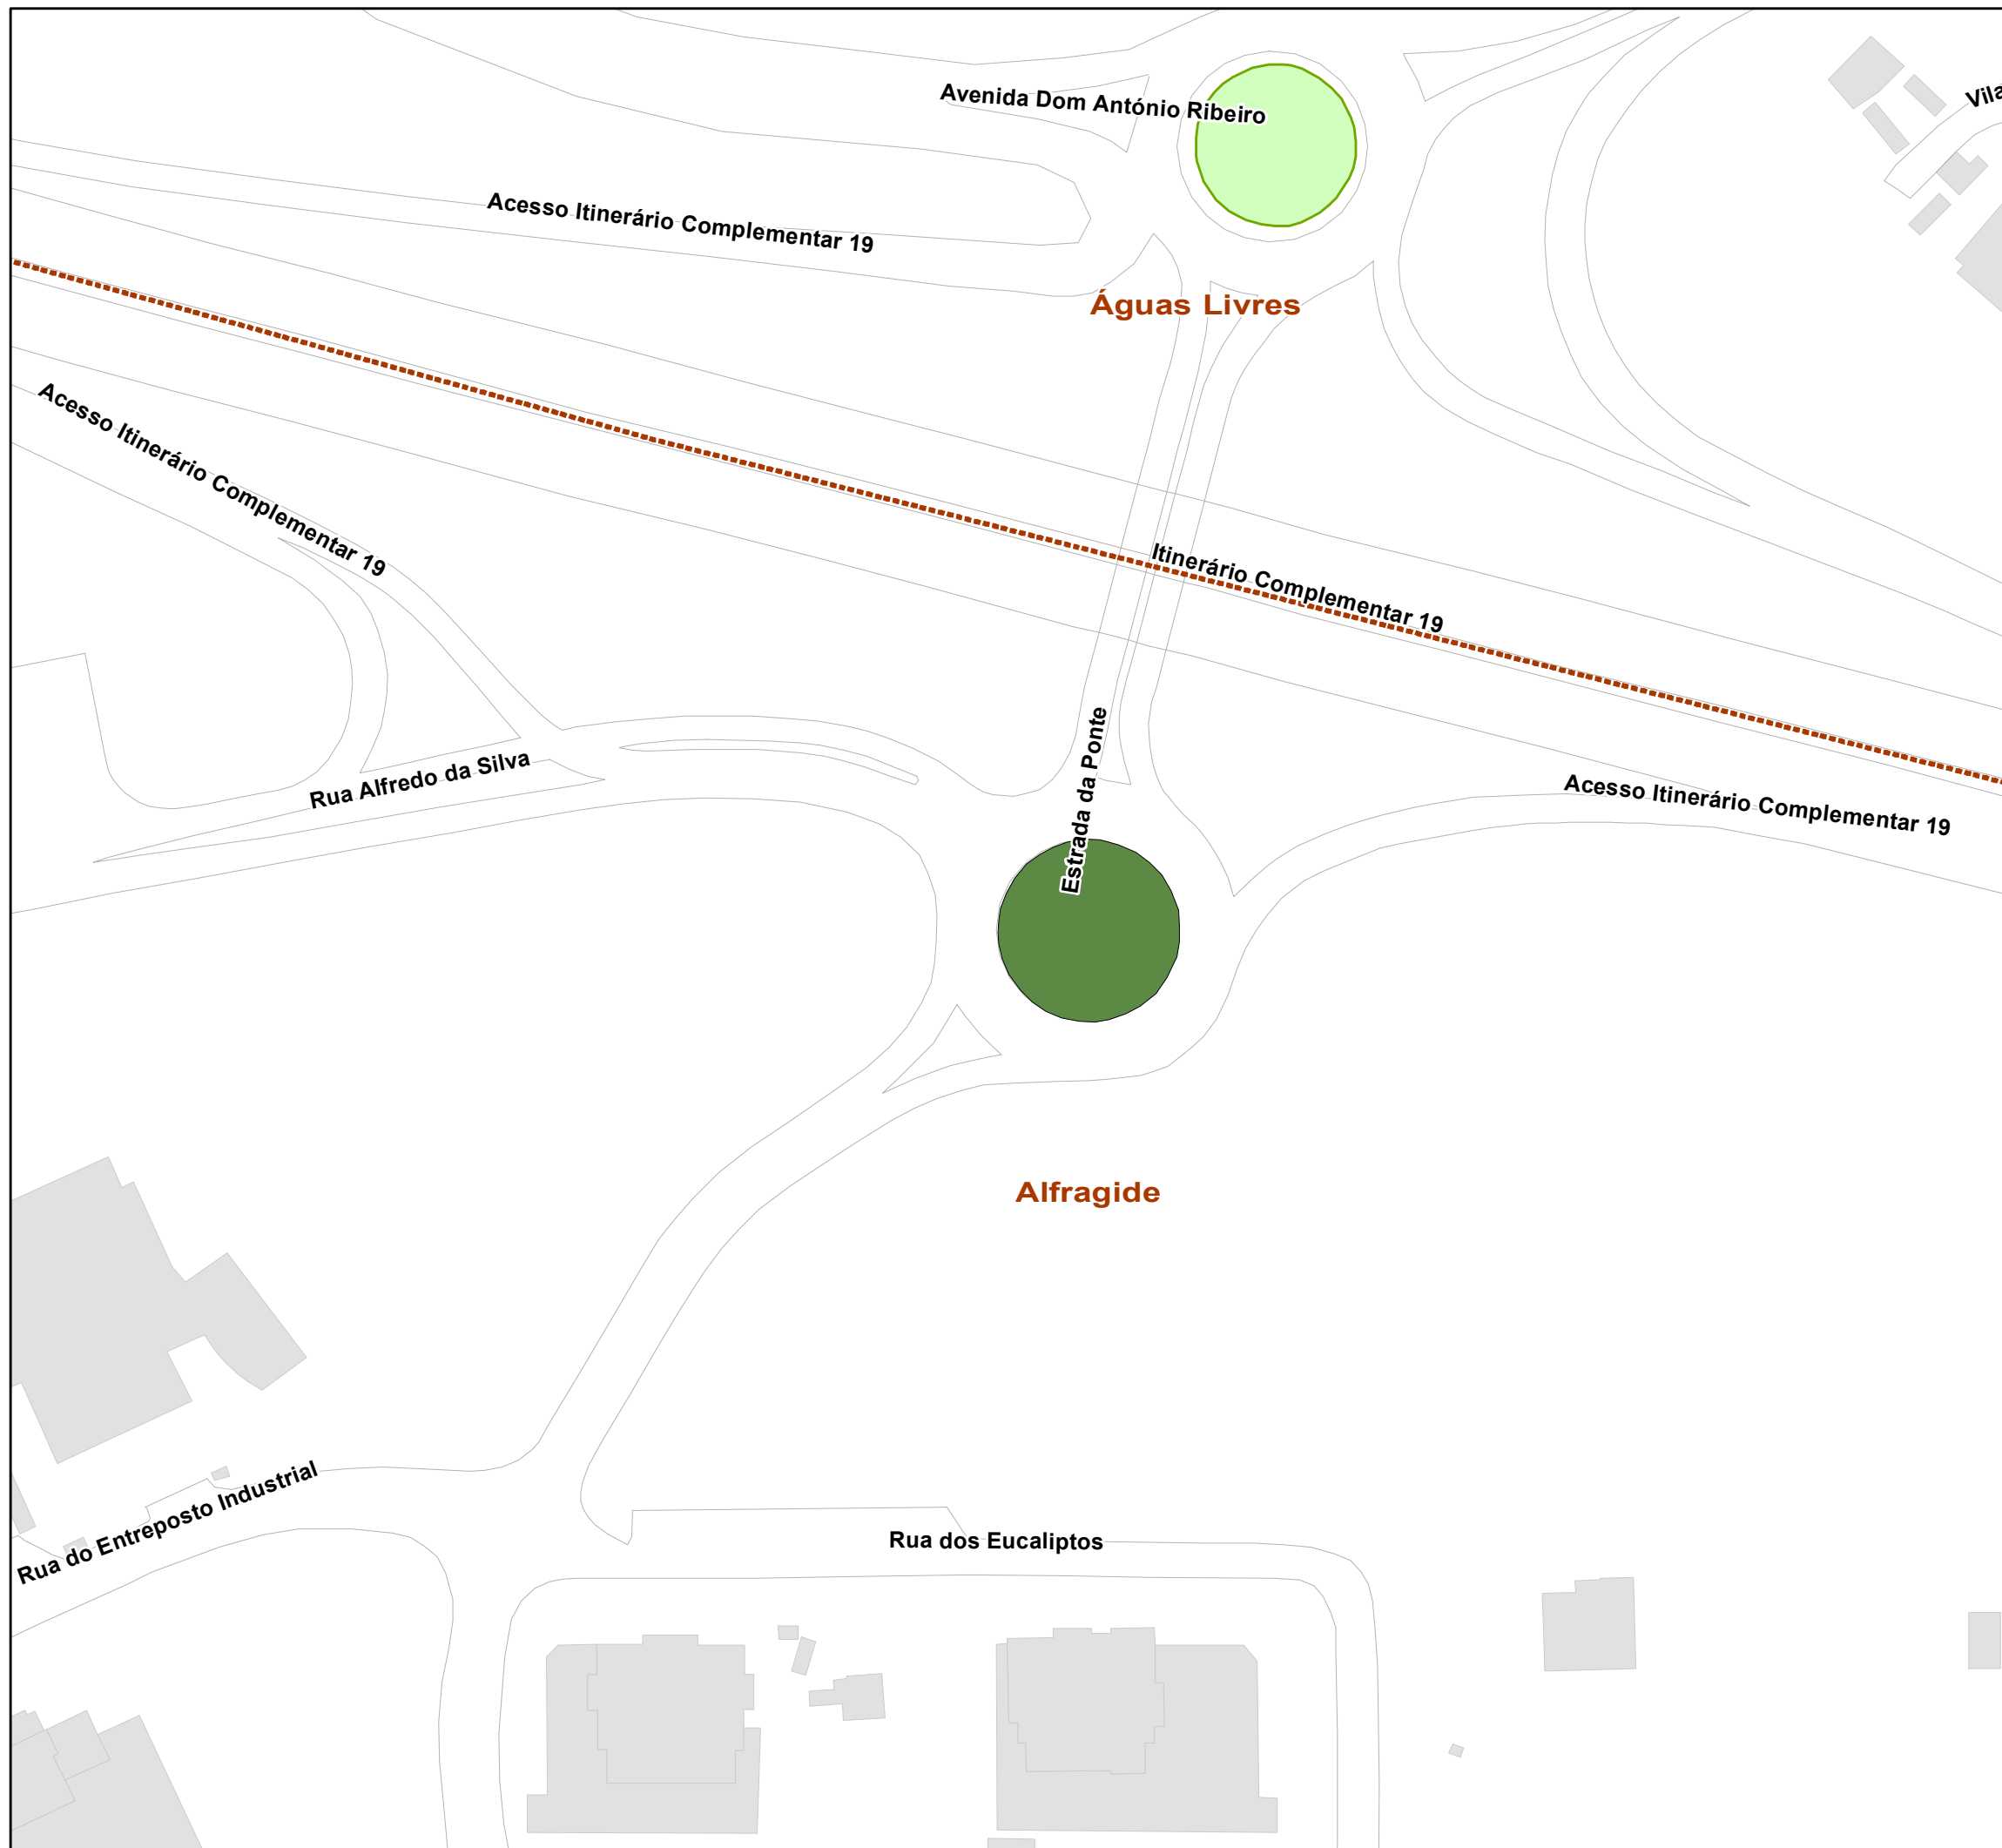 Avenida Dom António Ribeiro
Vila
Acesso Itinerário Complementar 19
Águas Livres
Acesso Itinerário Complementar 19
Itinerário Complementar 19
Estrada da Ponte
Rua Alfredo da Silva
Acesso Itinerário Complementar 19
Alfragide
Rua do Entreposto Industrial
Rua dos Eucaliptos